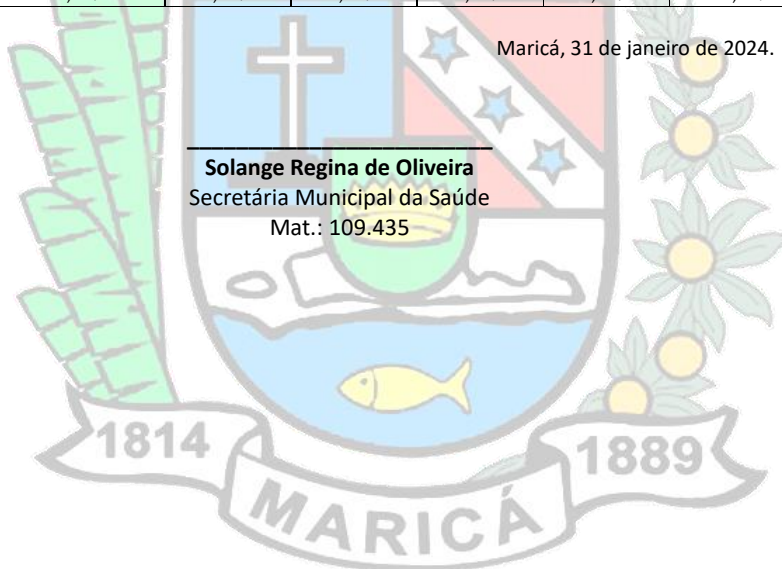 Maricá, 31 de janeiro de 2024.
Solange Regina de Oliveira
Secretária Municipal da Saúde
Mat.: 109.435
1814
1889
MARICÁ